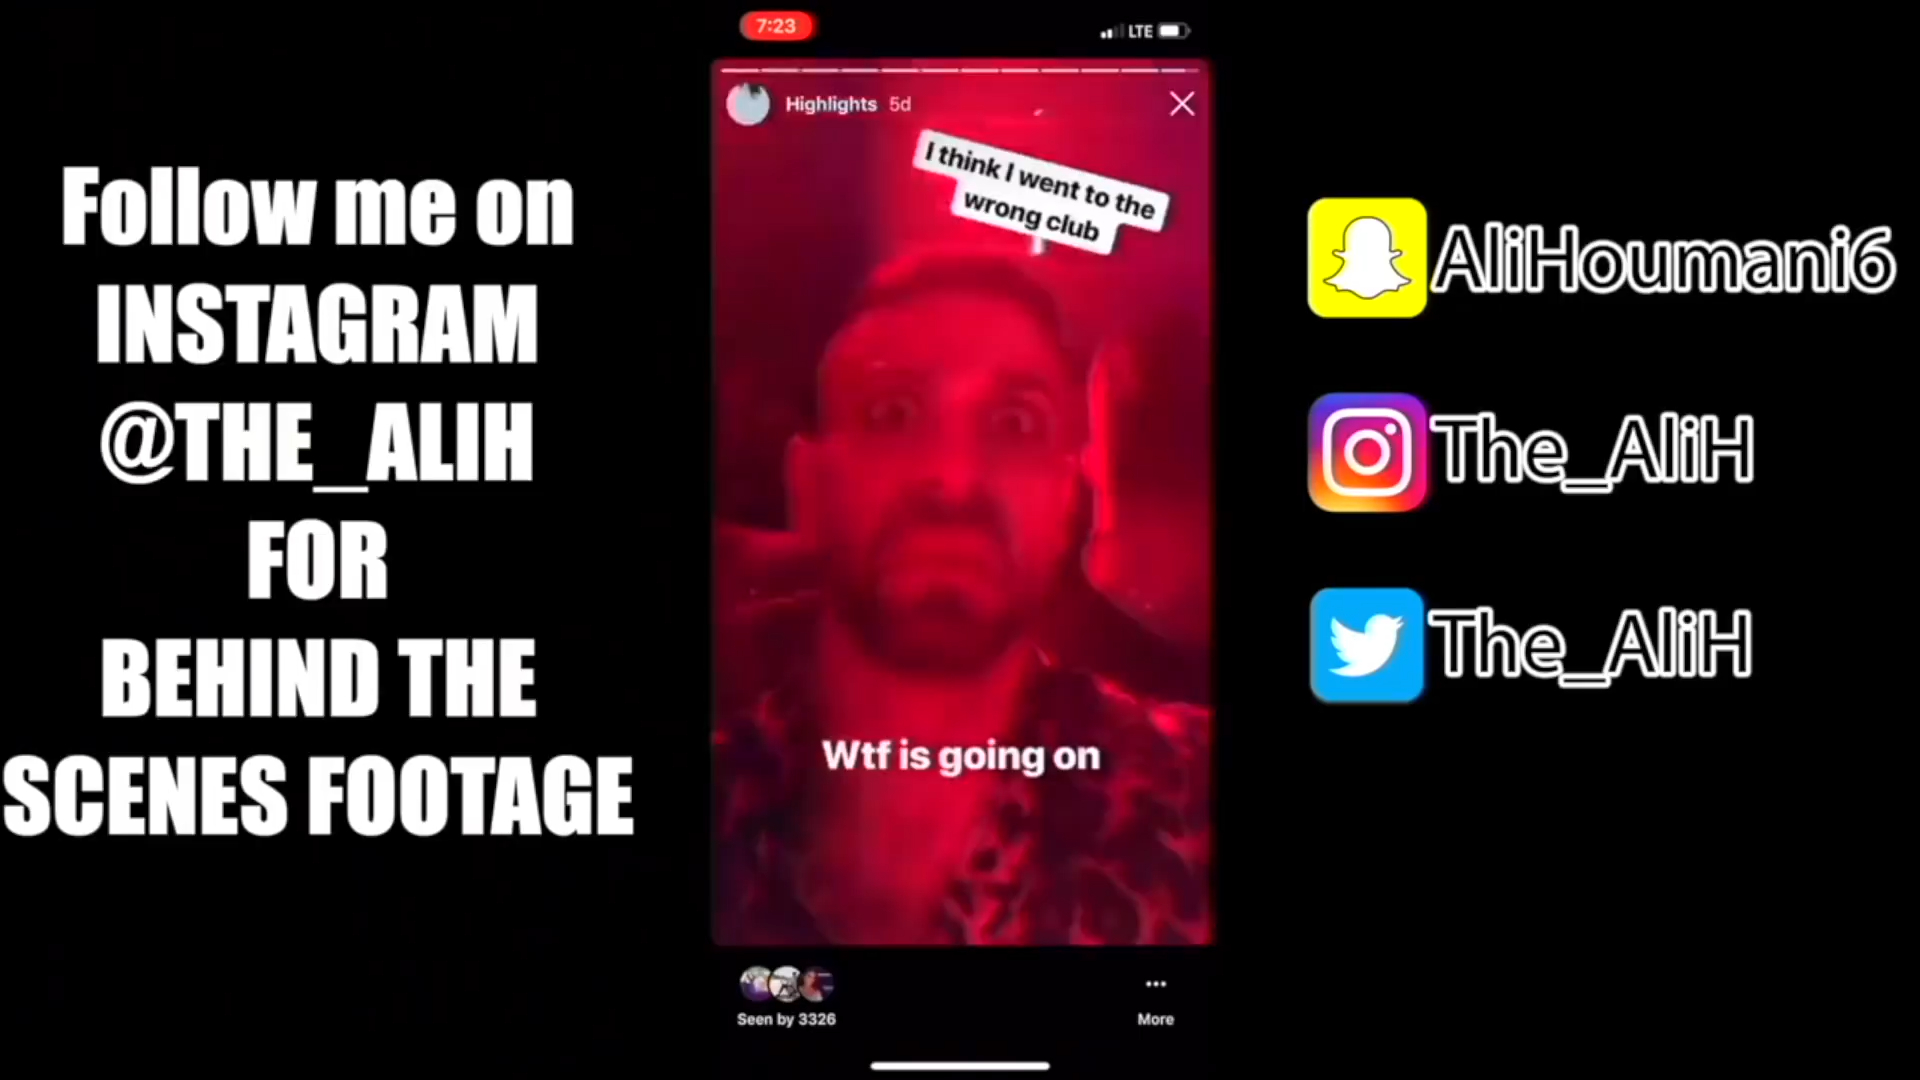 Follow me on
INSTAGRAM
@THE_ALIH
FOR
BEHIND THE
SCENES FOOTAGE
7:23
LTE
Highlights 5d
I think I went to the
wrong club
Wtf is going on
Seen by 3326
More
AliHoumani6
The_AliH
The_AliH